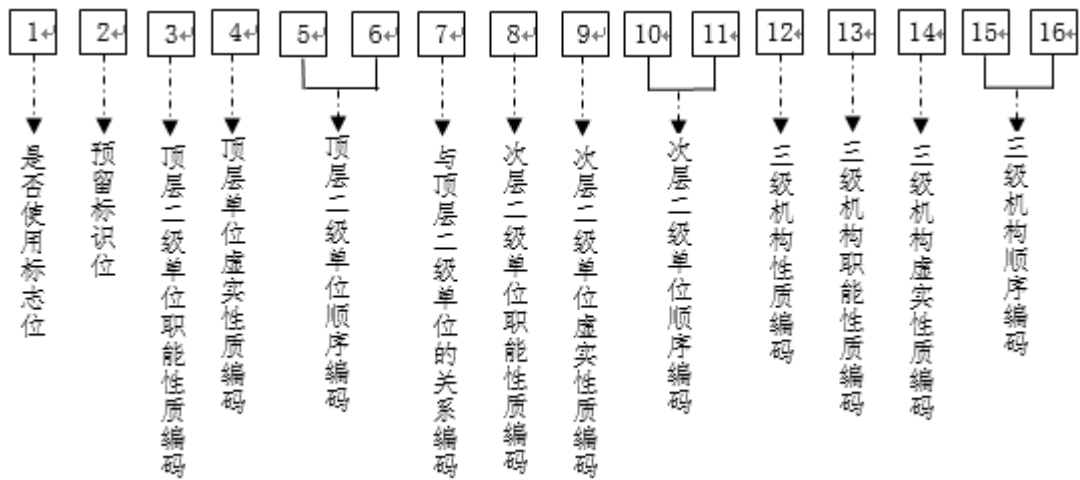 1 2 3 4 5 6 7 8 9 10 11 12 13 14 15 16
是否使用标志位
预留标识位
顶层二级单位职能性质编码
顶层单位虚实性质编码
顶层二级单位顺序编码
与顶层二级单位的关系编码
次层二级单位职能性质编码
次层二级单位虚实性质编码
次层二级单位顺序编码
三级机构性质编码
三级机构职能性质编码
三级机构虚实性质编码
三级机构顺序编码